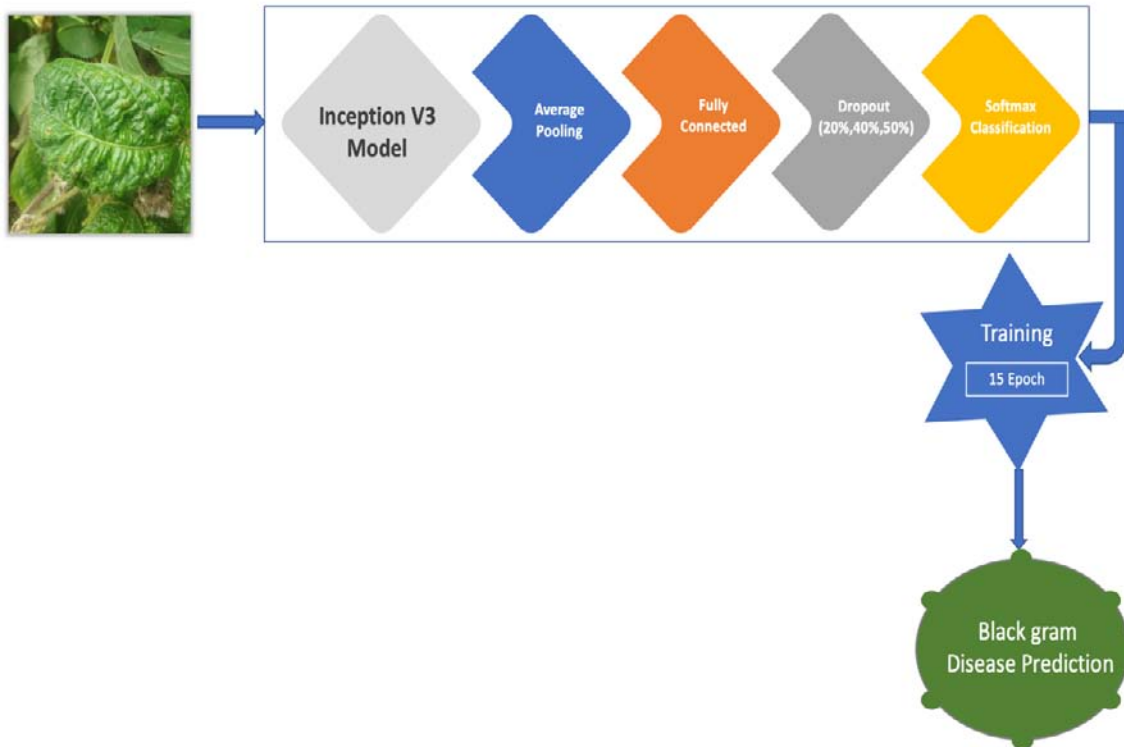 Inception V3
Model
Average
Pooling
Fully
Connected
Dropout
(20%,40%,50%)
Softmax
Classification
Training
15 Epoch
Black gram
Disease Prediction